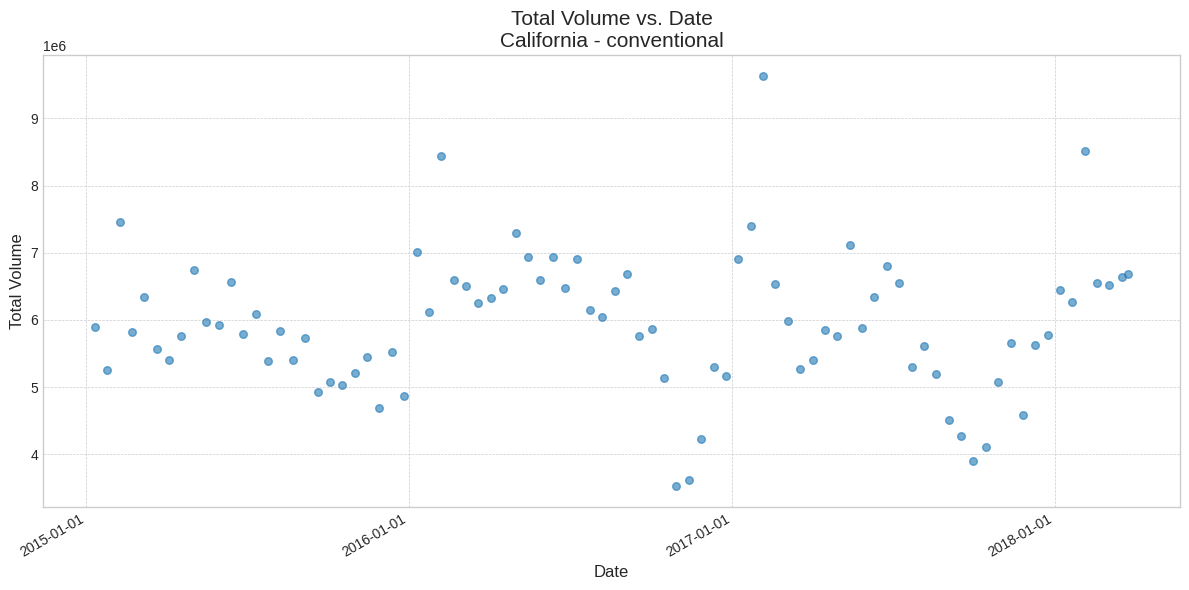 Total Volume vs. Date
California - conventional
1e6
9
8
7
6
5
4
Total Volume
2015-01-01
2016-01-01
2017-01-01
2018-01-01
Date